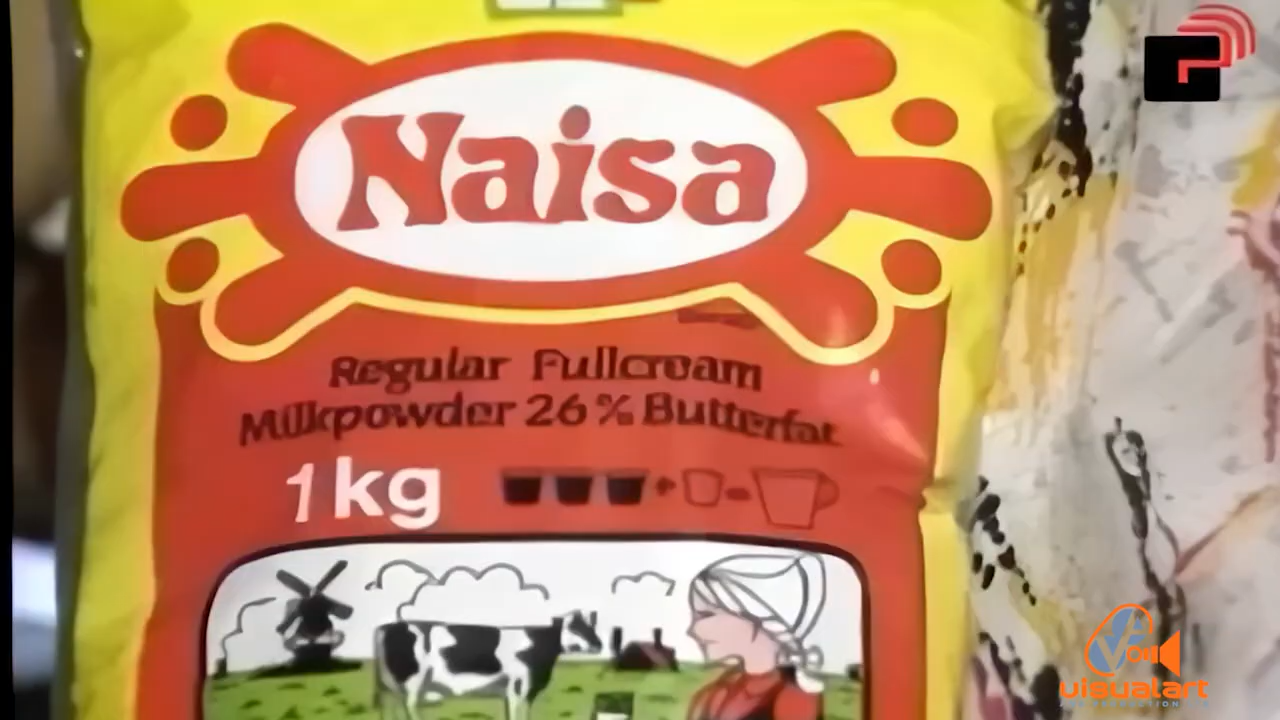 Naisa
Regular Fullcream
Milkpowder 26% Butterfat
1kg
visualart